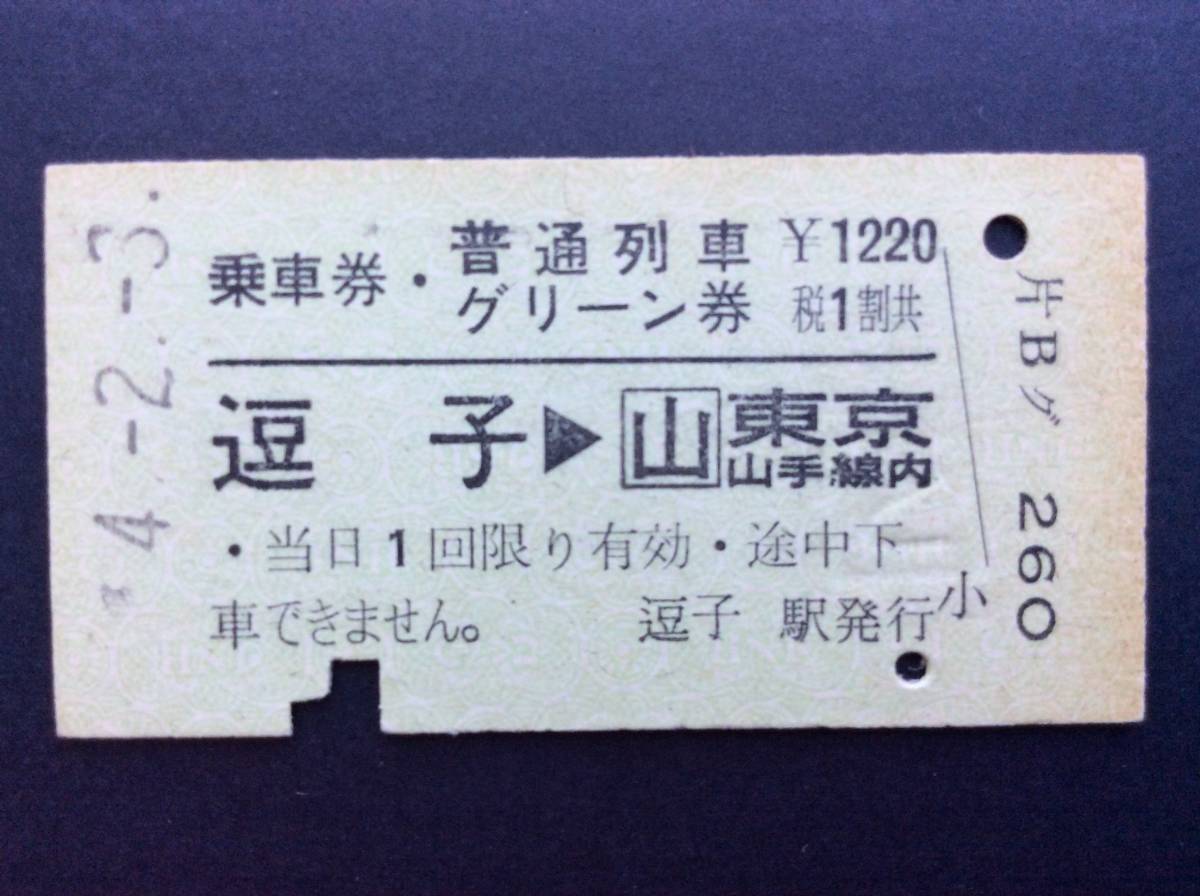 乗車券・普通列車グリーン券 ¥1220
税1割共
逗子▶山東京山手線内
・当日1回限り有効・途中下
車できません。 逗子 駅発行
小
片Bグ 260
4.-2.-3.